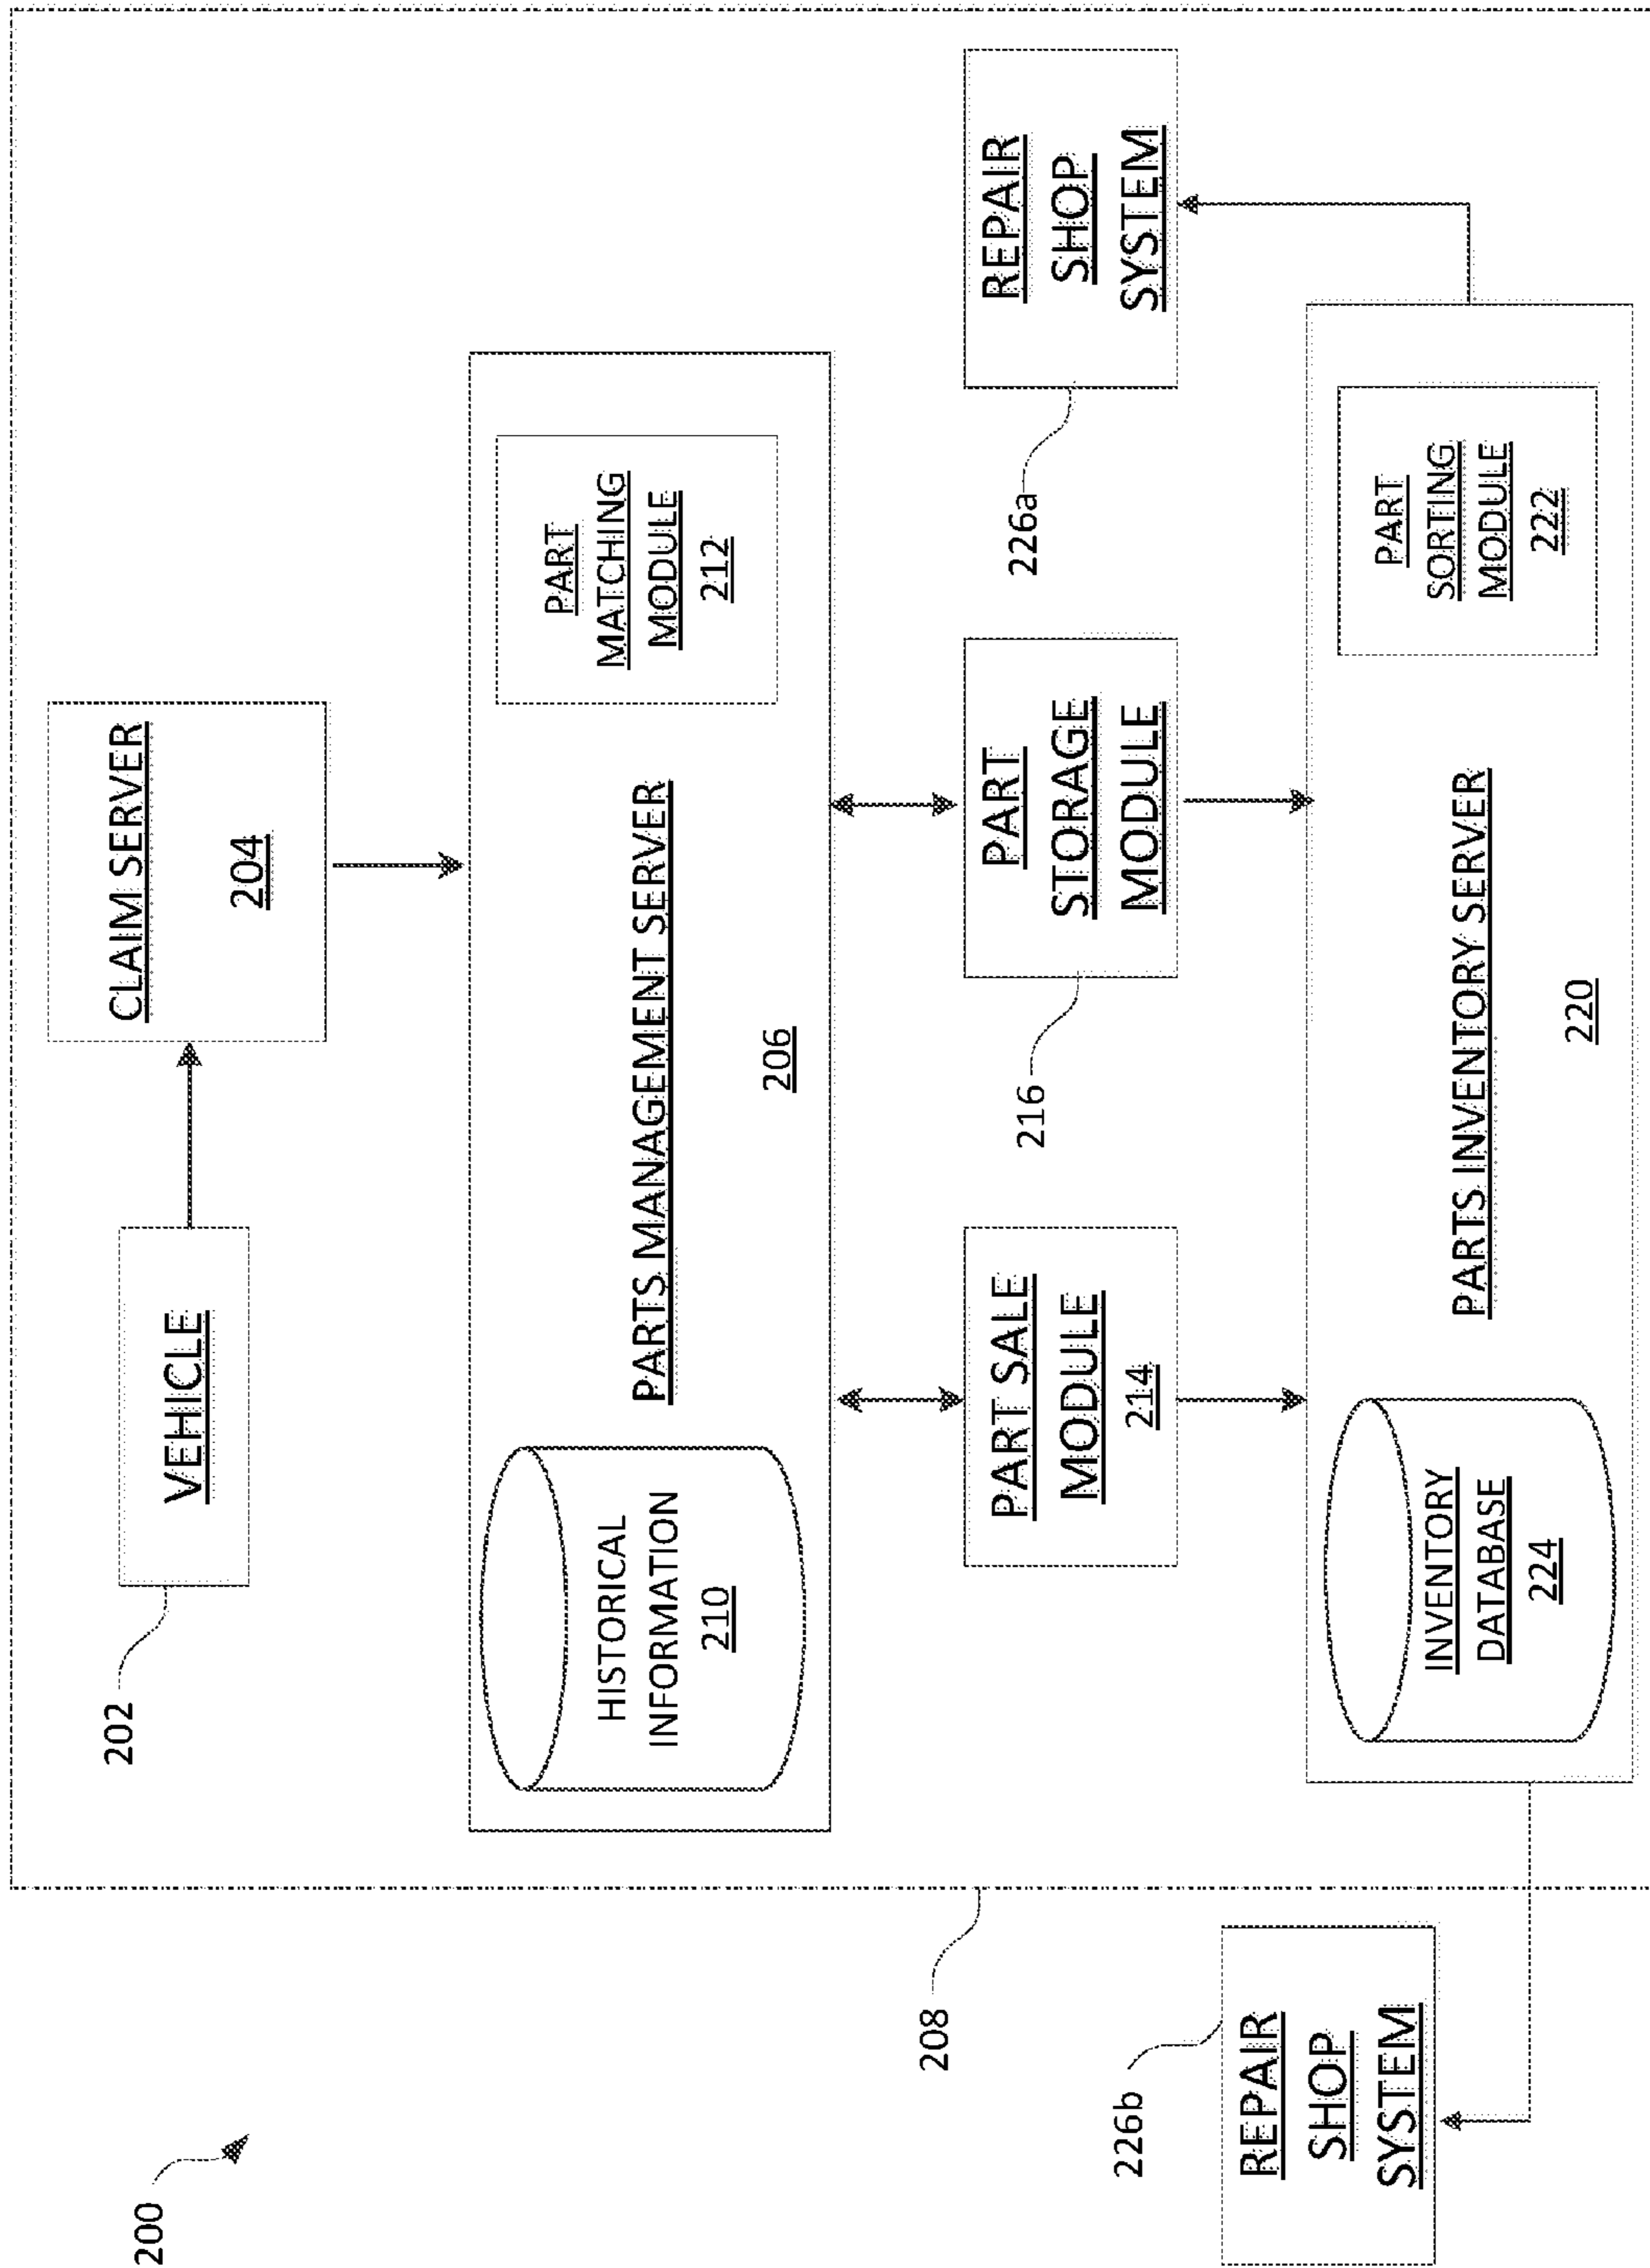 200
202
VEHICLE
CLAIM SERVER
204
HISTORICAL
INFORMATION
210
PARTS MANAGEMENT SERVER
206
PART
MATCHING
MODULE
212
208
PART SALE
MODULE
214
216
PART
STORAGE
MODULE
226a
REPAIR
SHOP
SYSTEM
226b
REPAIR
SHOP
SYSTEM
INVENTORY
DATABASE
224
PARTS INVENTORY SERVER
220
PART
SORTING
MODULE
222